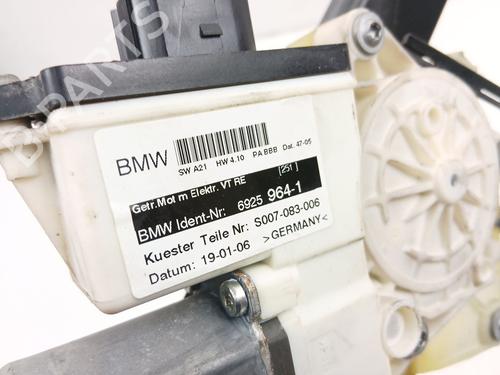 BMW SW A21 HW 4.10 PA BBB Dat. 47-05
Getr.Mot m Elektr. VT RE [251]
BMW Ident-Nr: 6925 964-1
Kuester Teile Nr: S007-083-006
Datum: 19-01-06 >GERMANY<